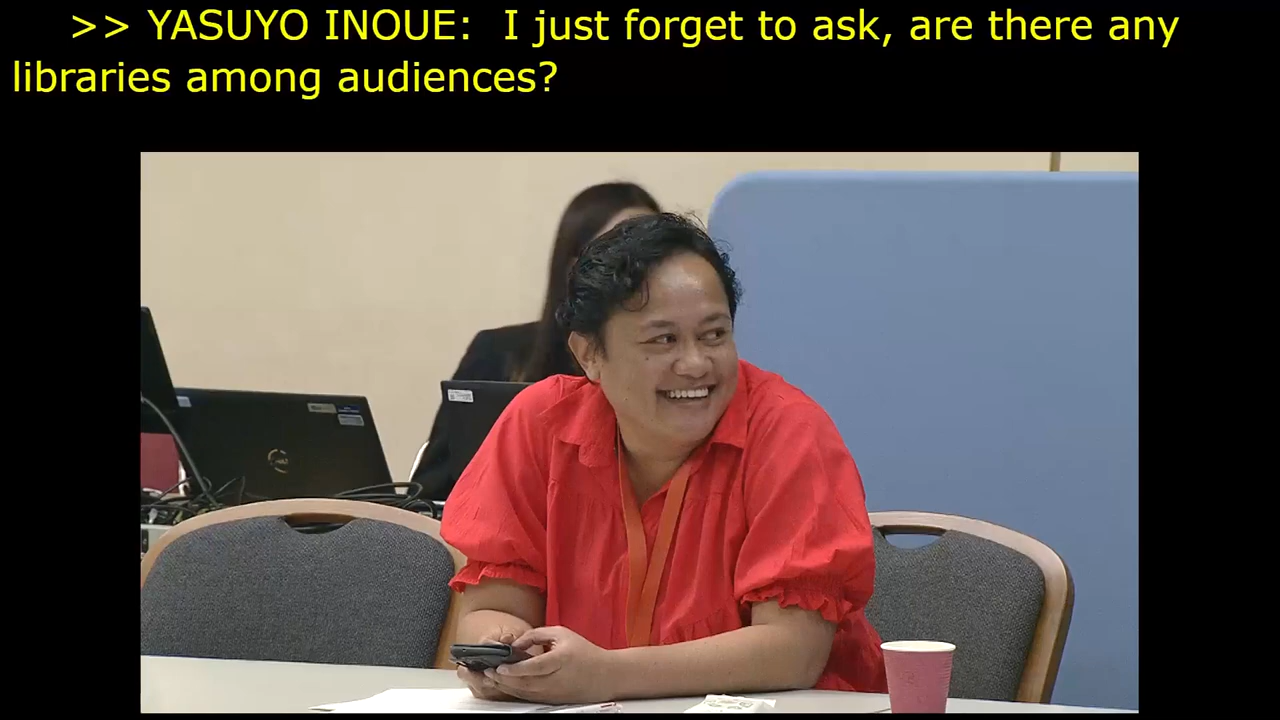 >> YASUYO INOUE:  I just forget to ask, are there any
libraries among audiences?